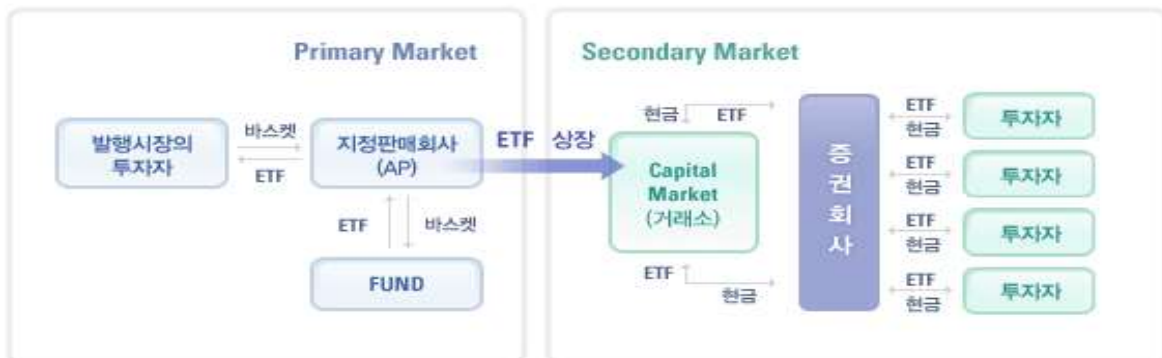 Primary Market
발행시장의
투자자
바스켓
ETF
지정판매회사
(AP)
ETF
바스켓
FUND
ETF 상장
Secondary Market
현금
ETF
Capital
Market
(거래소)
ETF
현금
증
권
회
사
ETF
현금
투자자
ETF
현금
투자자
ETF
현금
투자자
ETF
현금
투자자